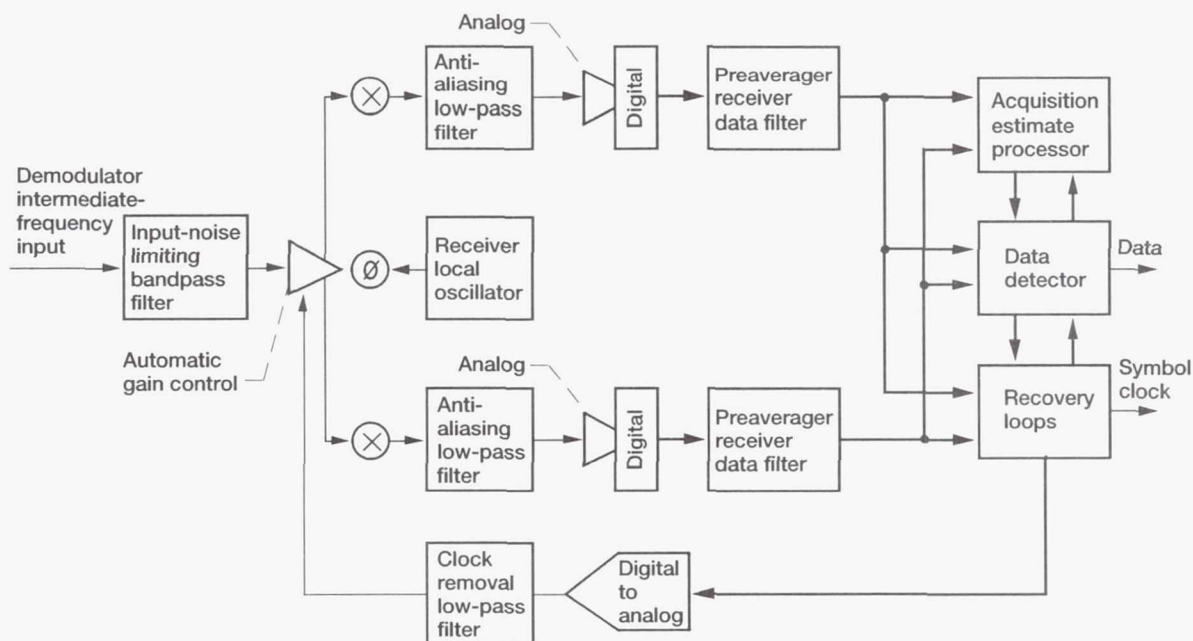 Analog
Anti-
aliasing
low-pass
filter
Digital
Preaverager
receiver
data filter
Acquisition
estimate
processor
Demodulator
intermediate-
frequency
input
Input-noise
limiting
bandpass
filter
Ø
Receiver
local
oscillator
Data
detector
Data
Automatic
gain control
Analog
Anti-
aliasing
low-pass
filter
Digital
Preaverager
receiver
data filter
Recovery
loops
Symbol
clock
Clock
removal
low-pass
filter
Digital
to
analog